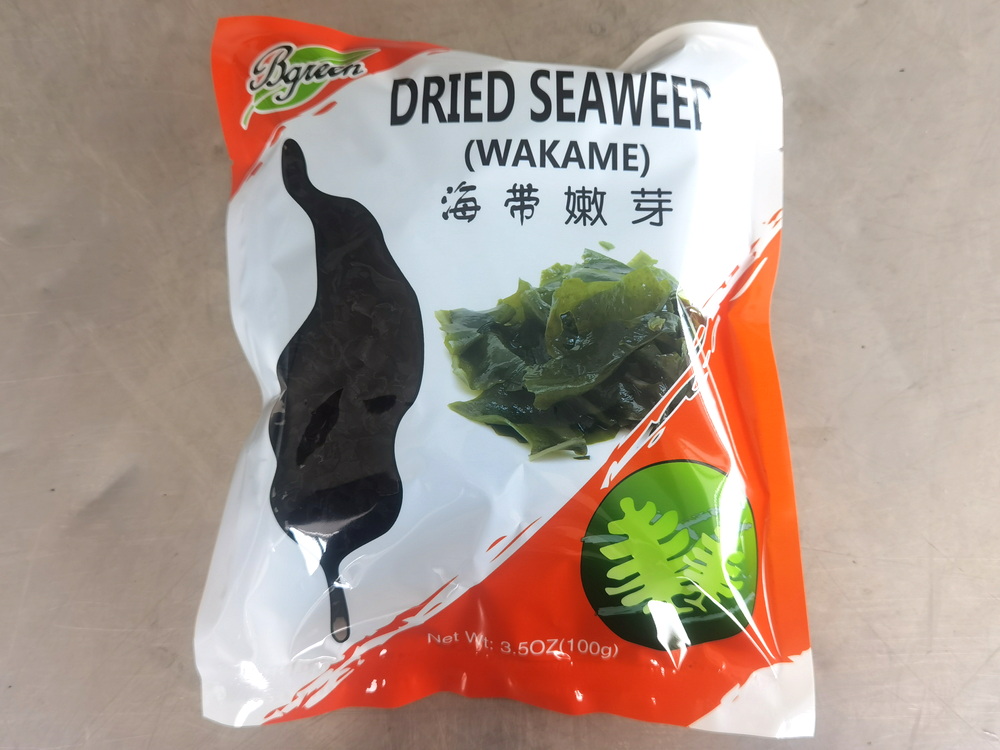 Bgreen
DRIED SEAWEED
(WAKAME)
海带嫩芽
Net Wt: 3.5OZ(100g)